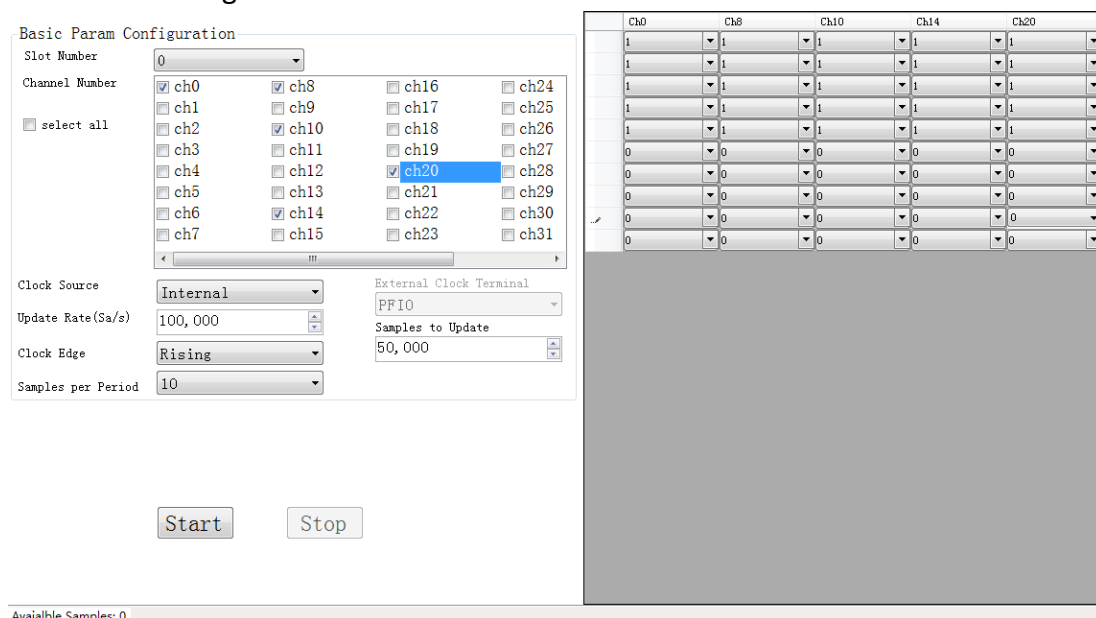 Basic Param Configuration
Slot Number
0
Channel Number
select all
ch0 ch8 ch16 ch24
ch1 ch9 ch17 ch25
ch2 ch10 ch18 ch26
ch3 ch11 ch19 ch27
ch4 ch12 ch20 ch28
ch5 ch13 ch21 ch29
ch6 ch14 ch22 ch30
ch7 ch15 ch23 ch31
Clock Source
Internal
External Clock Terminal
PFI0
Update Rate(Sa/s)
100,000
Samples to Update
50,000
Clock Edge
Rising
Samples per Period
10
Start Stop
Ch0 Ch8 Ch10 Ch14 Ch20
1 1 1 1 1
1 1 1 1 1
1 1 1 1 1
1 1 1 1 1
1 1 1 1 1
0 0 0 0 0
0 0 0 0 0
0 0 0 0 0
0 0 0 0 0
0 0 0 0 0
Avaialble Samples: 0